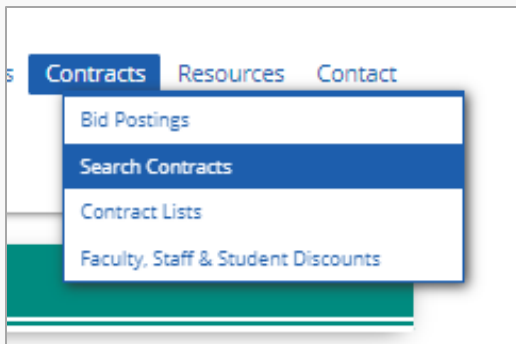 s Contracts Resources Contact
Bid Postings
Search Contracts
Contract Lists
Faculty, Staff & Student Discounts